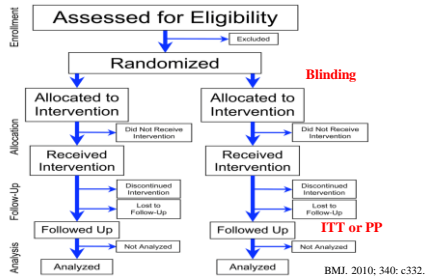 Enrollment
Assessed for Eligibility
Excluded
Randomized
Blinding
Allocation
Allocated to
Intervention
Did Not Receive
Intervention
Received
Intervention
Allocated to
Intervention
Did Not Receive
Intervention
Received
Intervention
Follow-Up
Discontinued
Intervention
Lost to
Follow-Up
Followed Up
Discontinued
Intervention
Lost to
Follow-Up
Followed Up
ITT or PP
Analysis
Not Analyzed
Analyzed
Not Analyzed
Analyzed
BMJ. 2010; 340: c332.